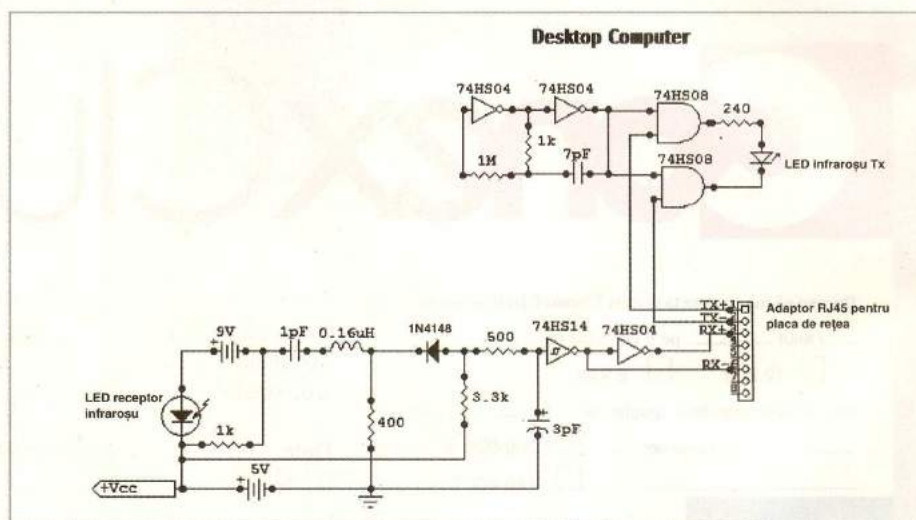 Desktop Computer
74HS04 74HS04
74HS08
240
1k
1M
7pF
LED infraroșu Tx
74HS08
TX+
TX-
RX+
RX-
Adaptor RJ45 pentru
placa de rețea
9V
1pF
0.16uH
1N4148
500
74HS14
74HS04
LED receptor
infraroșu
1k
400
3.3k
3pF
5V
+Vcc